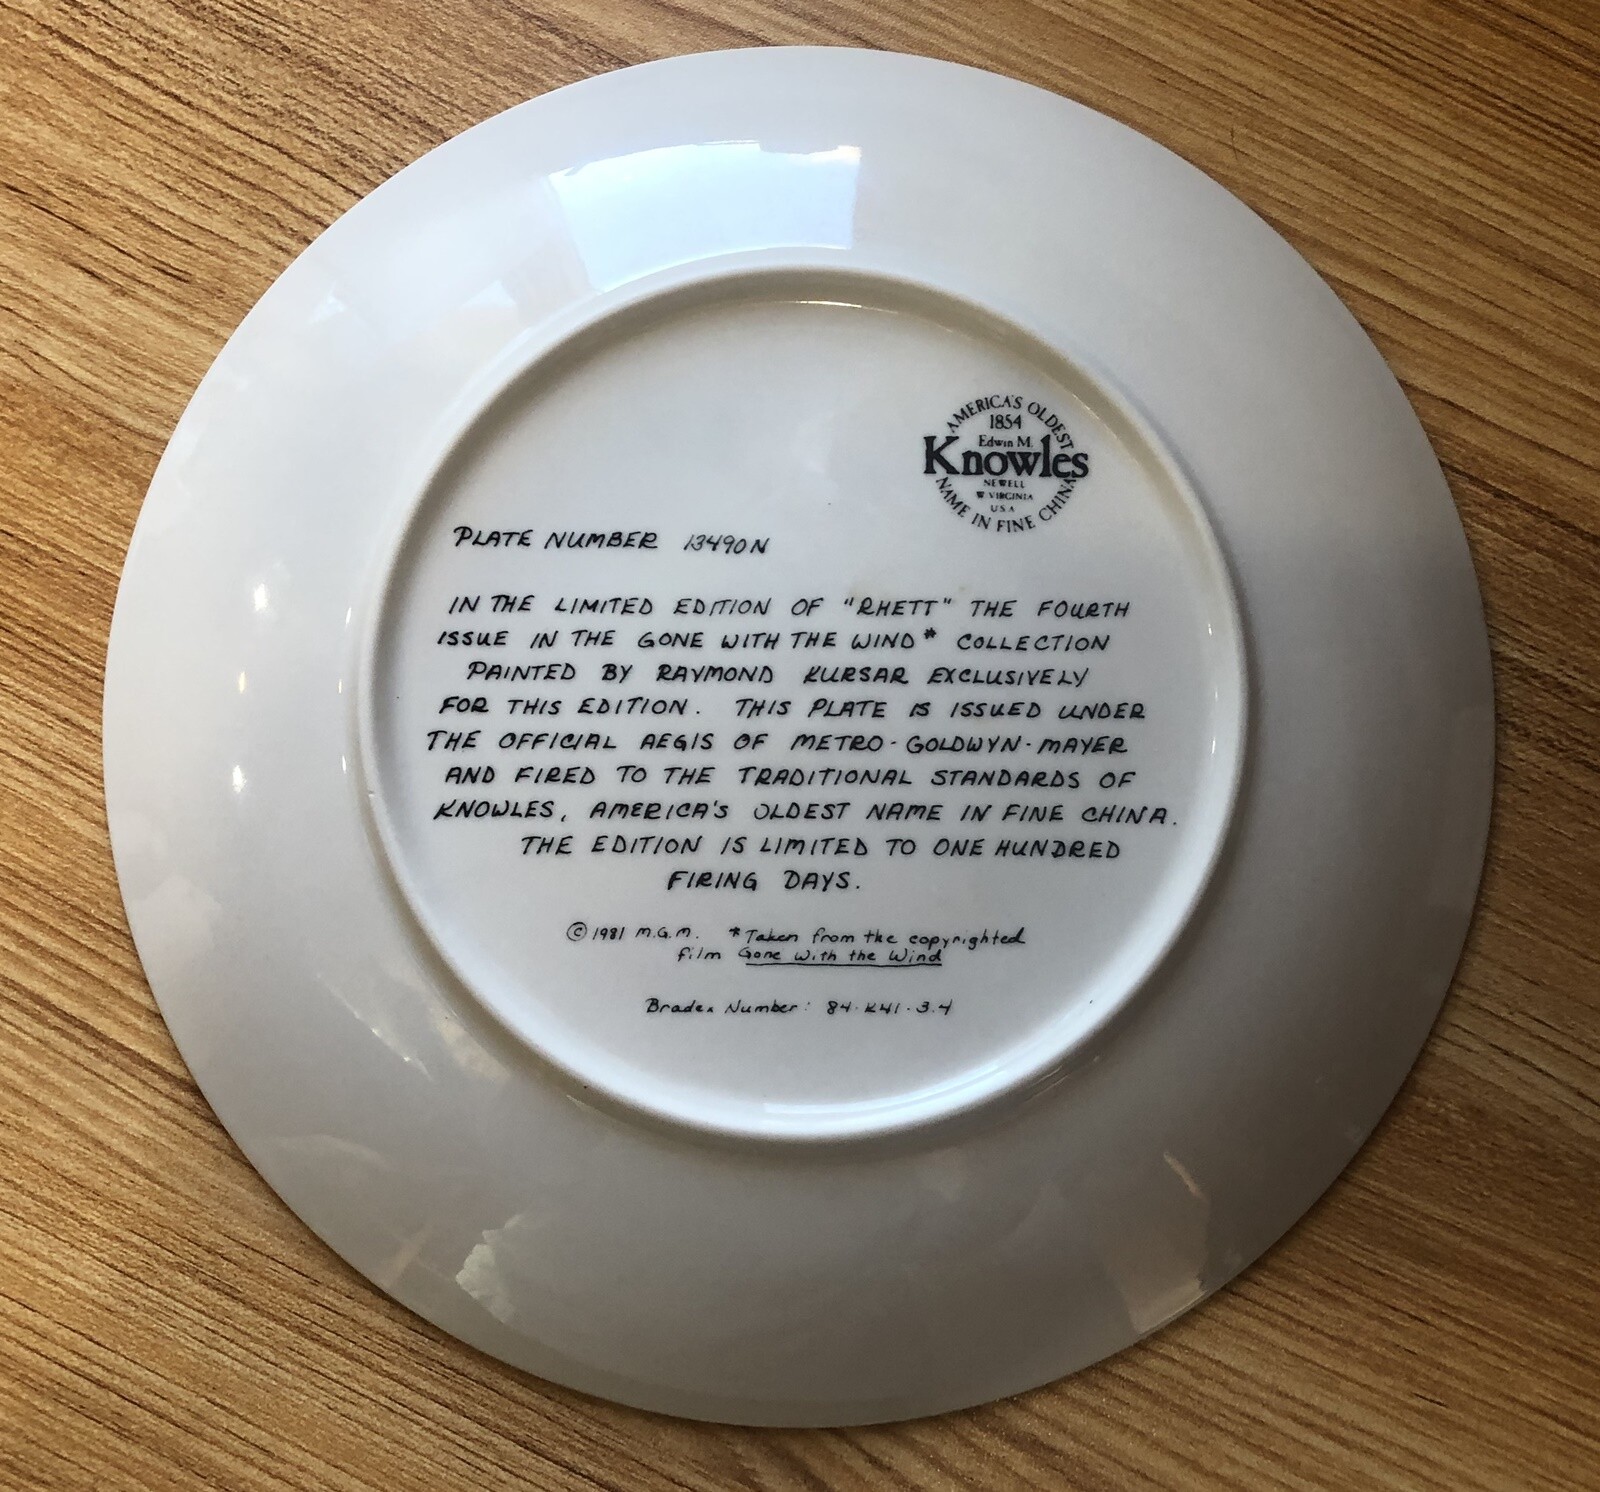 AMERICA'S OLDEST
1854
Edwin M.
Knowles
NEWELL
W VIRGINIA
USA
NAME IN FINE CHINA
PLATE NUMBER 13490N
IN THE LIMITED EDITION OF "RHETT" THE FOURTH
ISSUE IN THE GONE WITH THE WIND* COLLECTION
PAINTED BY RAYMOND KURSAR EXCLUSIVELY
FOR THIS EDITION. THIS PLATE IS ISSUED UNDER
THE OFFICIAL AEGIS OF METRO-GOLDWYN-MAYER
AND FIRED TO THE TRADITIONAL STANDARDS OF
KNOWLES, AMERICA'S OLDEST NAME IN FINE CHINA.
THE EDITION IS LIMITED TO ONE HUNDRED
FIRING DAYS.
© 1981 M.G.M. *Taken from the copyrighted
film Gone With the Wind
Bradex Number: 84-K41-3.4